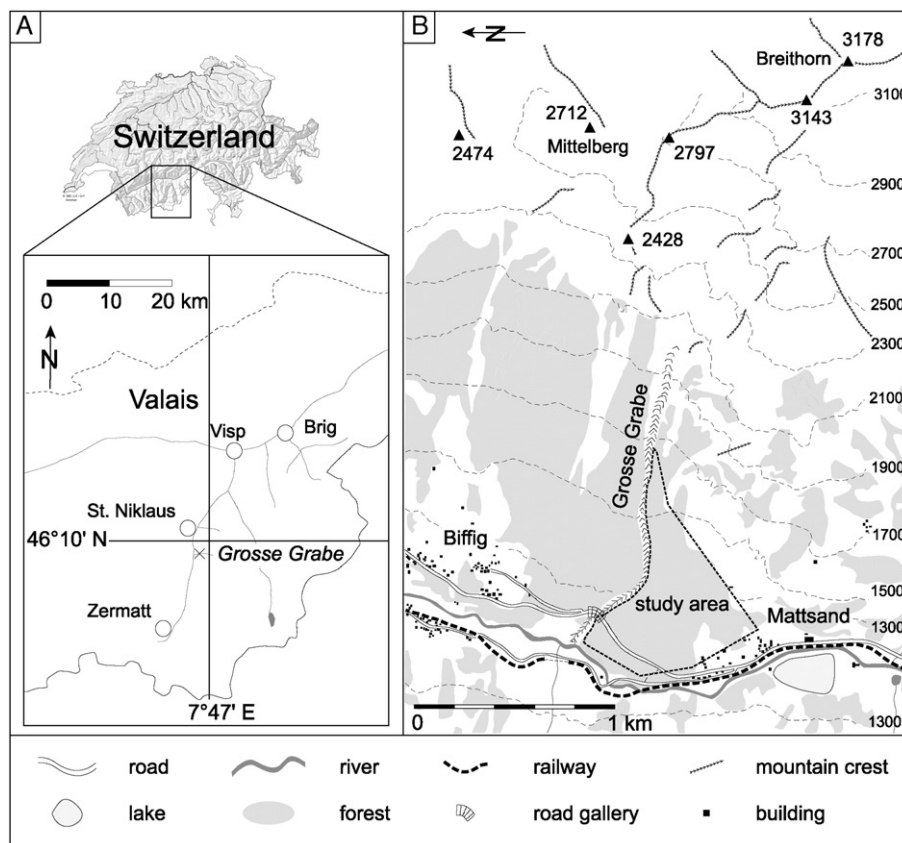 A
Switzerland
0 10 20 km
N
Valais
Visp
Brig
St. Niklaus
46°10' N
Grosse Grabe
Zermatt
7°47' E
B
N
3178
Breithorn
3100
2712
3143
2474
Mittelberg
2797
2900
2428
2700
2500
2300
Grosse Grabe
2100
1900
1700
Biffig
1500
study area
Mattsand
1300
0 1 km
1300
road river railway mountain crest
lake forest road gallery building